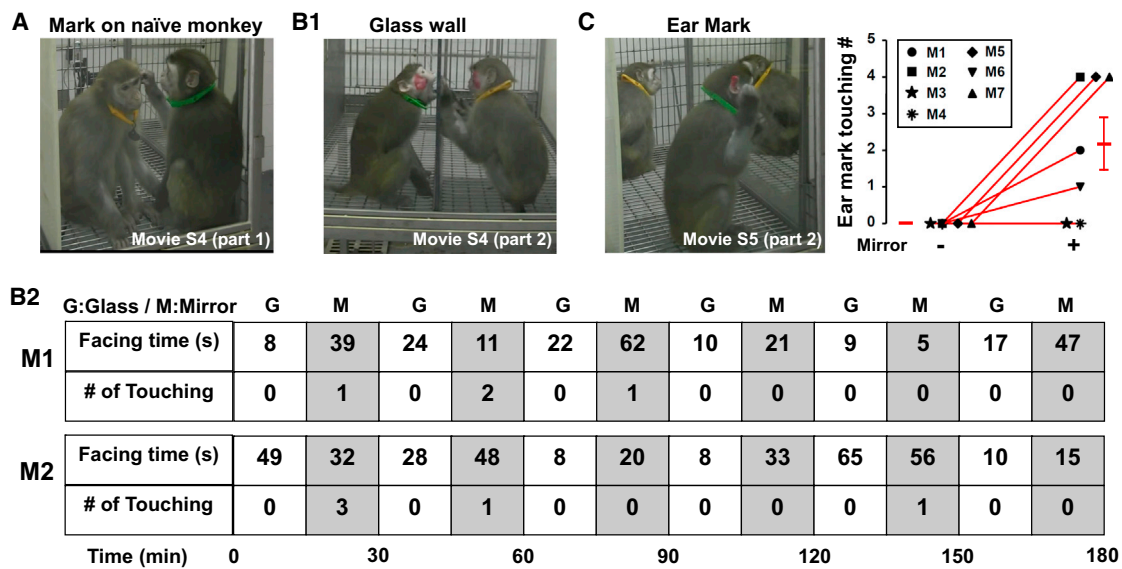 A Mark on naïve monkey
B1 Glass wall
C Ear Mark
Movie S4 (part 1)
Movie S4 (part 2)
Movie S5 (part 2)
Ear mark touching #
5
4
3
2
1
0
M1 M5
M2 M6
M3 M7
M4
Mirror - +
B2
G:Glass / M:Mirror G M G M G M G M G M G M
M1
Facing time (s) 8 39 24 11 22 62 10 21 9 5 17 47
# of Touching 0 1 0 2 0 1 0 0 0 0 0 0
M2
Facing time (s) 49 32 28 48 8 20 8 33 65 56 10 15
# of Touching 0 3 0 1 0 0 0 0 0 1 0 0
Time (min) 0 30 60 90 120 150 180